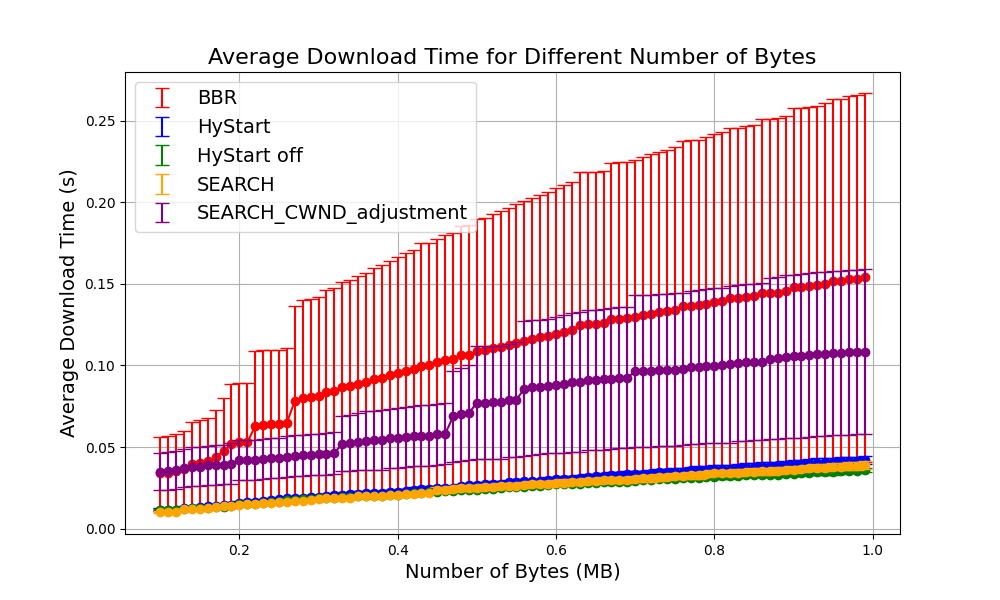 Average Download Time for Different Number of Bytes
BBR
HyStart
HyStart off
SEARCH
SEARCH_CWND_adjustment
Average Download Time (s)
0.25
0.20
0.15
0.10
0.05
0.00
0.2
0.4
0.6
0.8
1.0
Number of Bytes (MB)